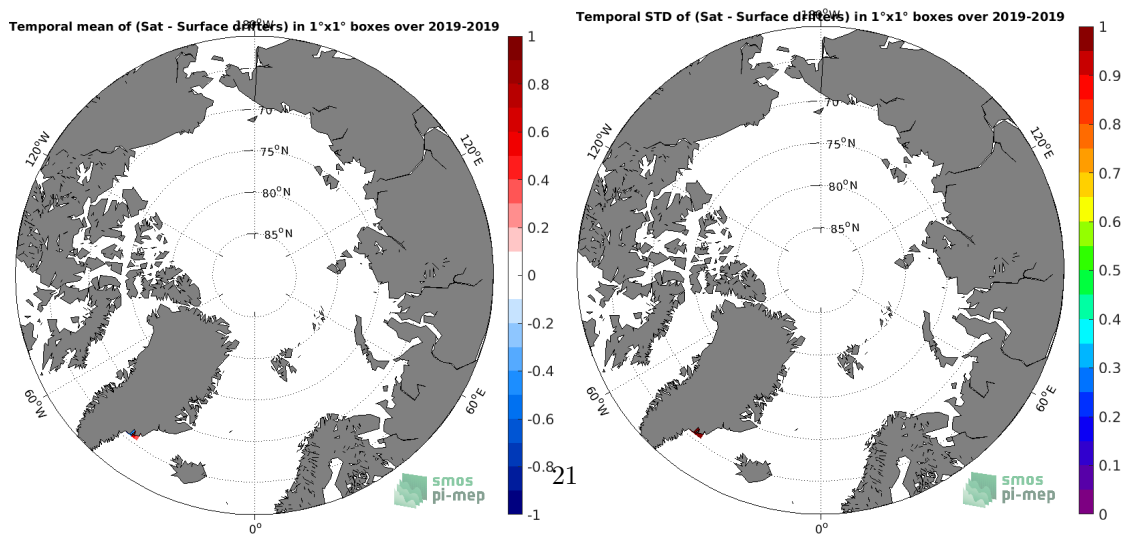 Temporal mean of (Sat - Surface drifters) in 1°x1° boxes over 2019-2019
180°W
120°W
120°E
70
75°N
80°N
85°N
60°W
60°E
0°
smos
pi-mep
1
0.8
0.6
0.4
0.2
0
-0.2
-0.4
-0.6
-0.8
-1
21
Temporal STD of (Sat - Surface drifters) in 1°x1° boxes over 2019-2019
180°W
120°W
120°E
70
75°N
80°N
85°N
60°W
60°E
0°
smos
pi-mep
1
0.9
0.8
0.7
0.6
0.5
0.4
0.3
0.2
0.1
0